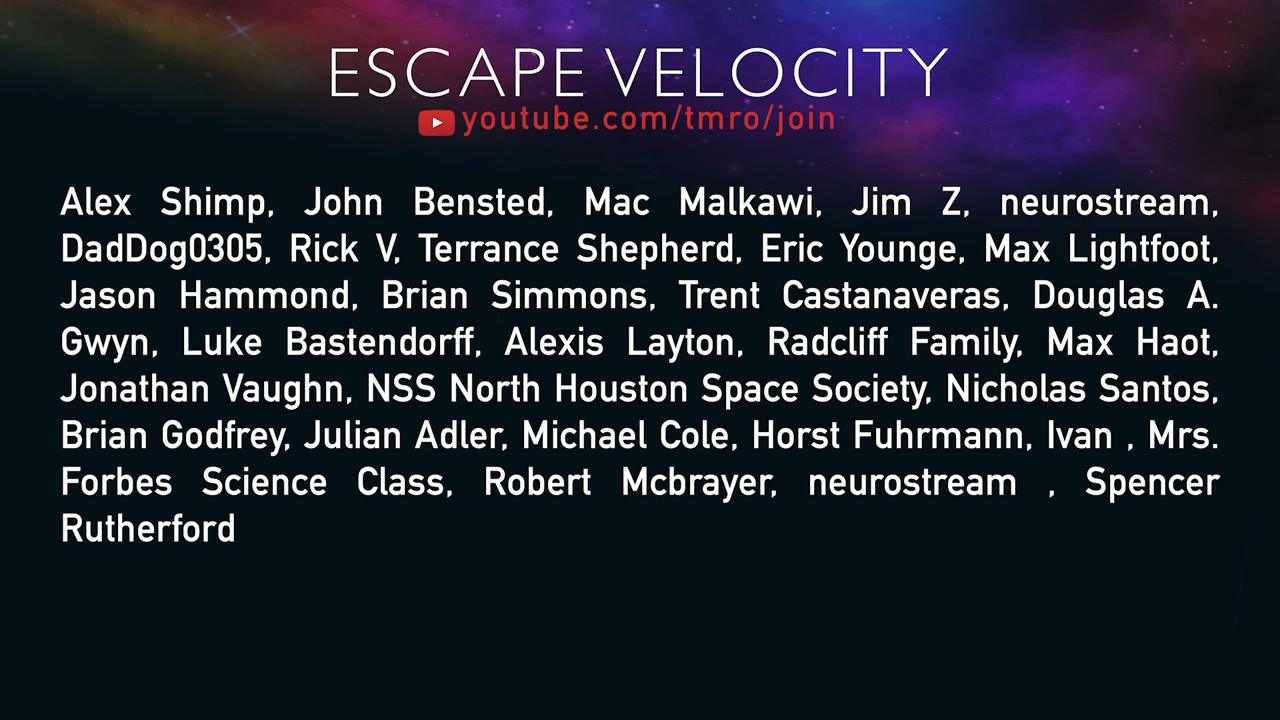 ESCAPE VELOCITY
youtube.com/tmro/join
Alex Shimp, John Bensted, Mac Malkawi, Jim Z, neurostream,
DadDog0305, Rick V, Terrance Shepherd, Eric Younge, Max Lightfoot,
Jason Hammond, Brian Simmons, Trent Castanaveras, Douglas A.
Gwyn, Luke Bastendorff, Alexis Layton, Radcliff Family, Max Haot,
Jonathan Vaughn, NSS North Houston Space Society, Nicholas Santos,
Brian Godfrey, Julian Adler, Michael Cole, Horst Fuhrmann, Ivan , Mrs.
Forbes Science Class, Robert Mcbrayer, neurostream , Spencer
Rutherford